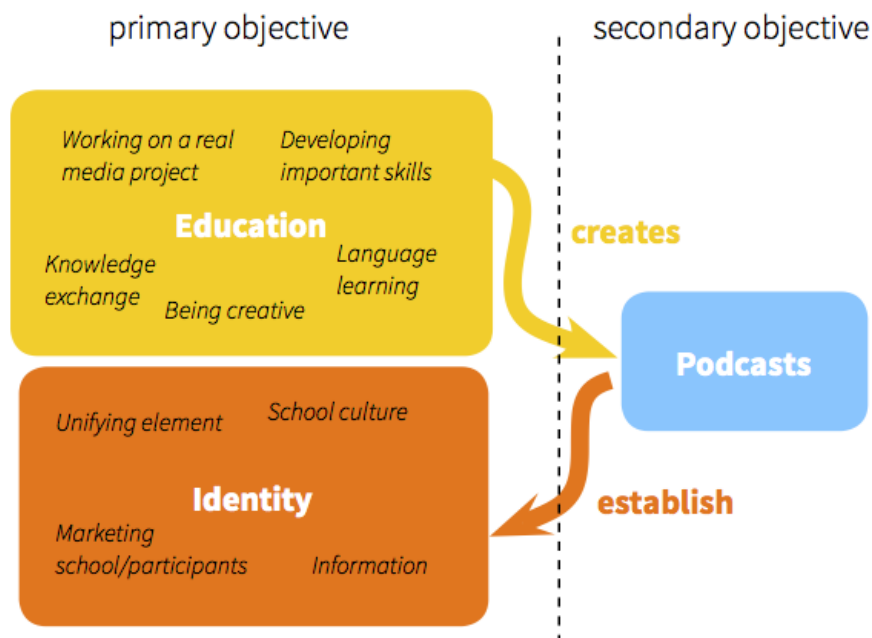 primary objective
secondary objective
Working on a real
media project
Developing
important skills
Education
creates
Knowledge
exchange
Language
learning
Being creative
Podcasts
Unifying element
School culture
Identity
establish
Marketing
school/participants
Information